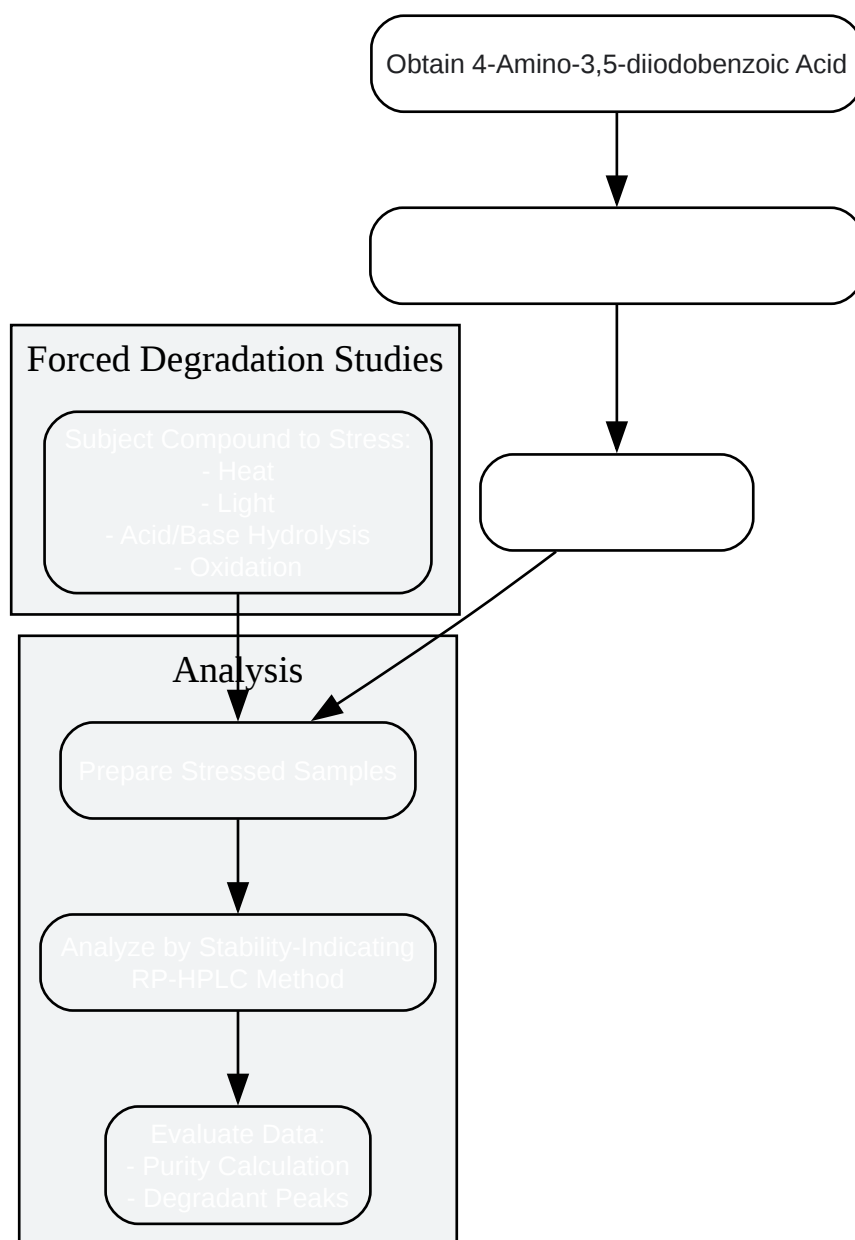 Obtain 4-Amino-3,5-diiodobenzoic Acid
Forced Degradation Studies
Subject Compound to Stress:
- Heat
- Light
- Acid/Base Hydrolysis
- Oxidation
Analysis
Prepare Stressed Samples
Analyze by Stability-Indicating
RP-HPLC Method
Evaluate Data:
- Purity Calculation
- Degradant Peaks